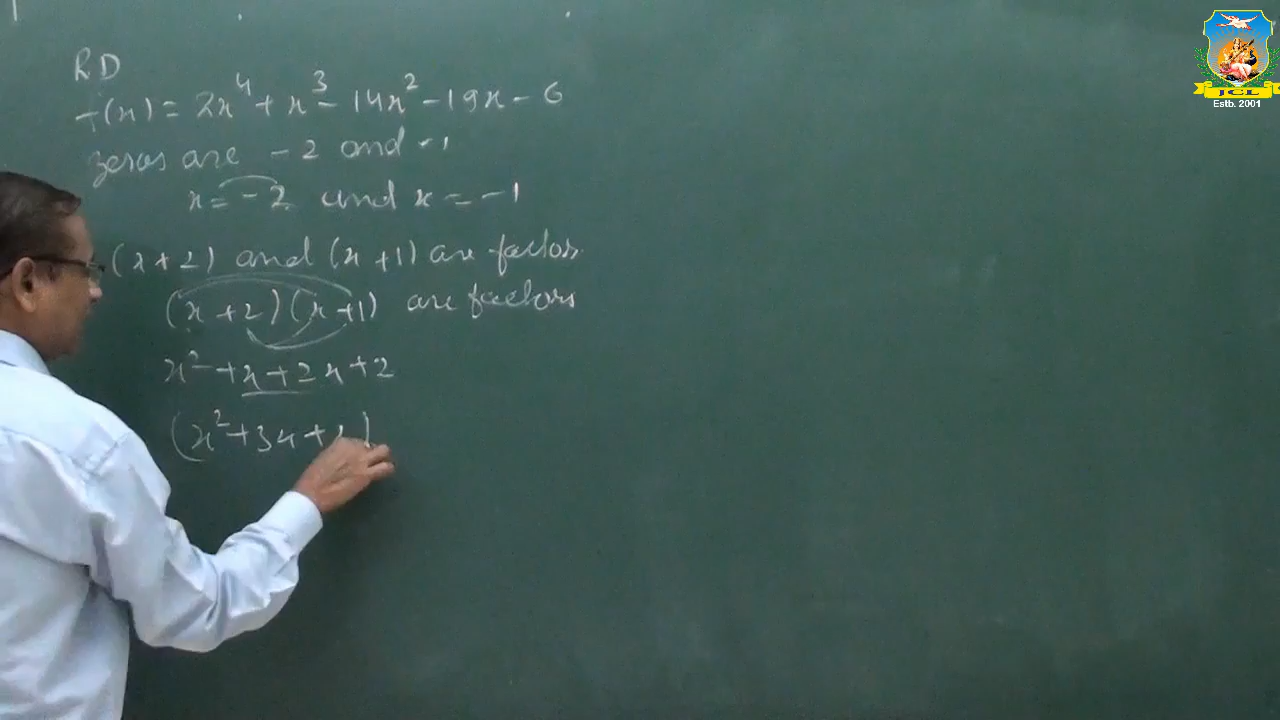 RD
f(x) = 2x⁴ + x³ - 14x² - 19x - 6
zeros are - 2 and -1
x = - 2 and x = -1
(x + 2) and (x + 1) are factors
(x + 2)(x + 1) are factors
x² + x + 2x + 2
(x² + 3x +
JCL
Estb. 2001